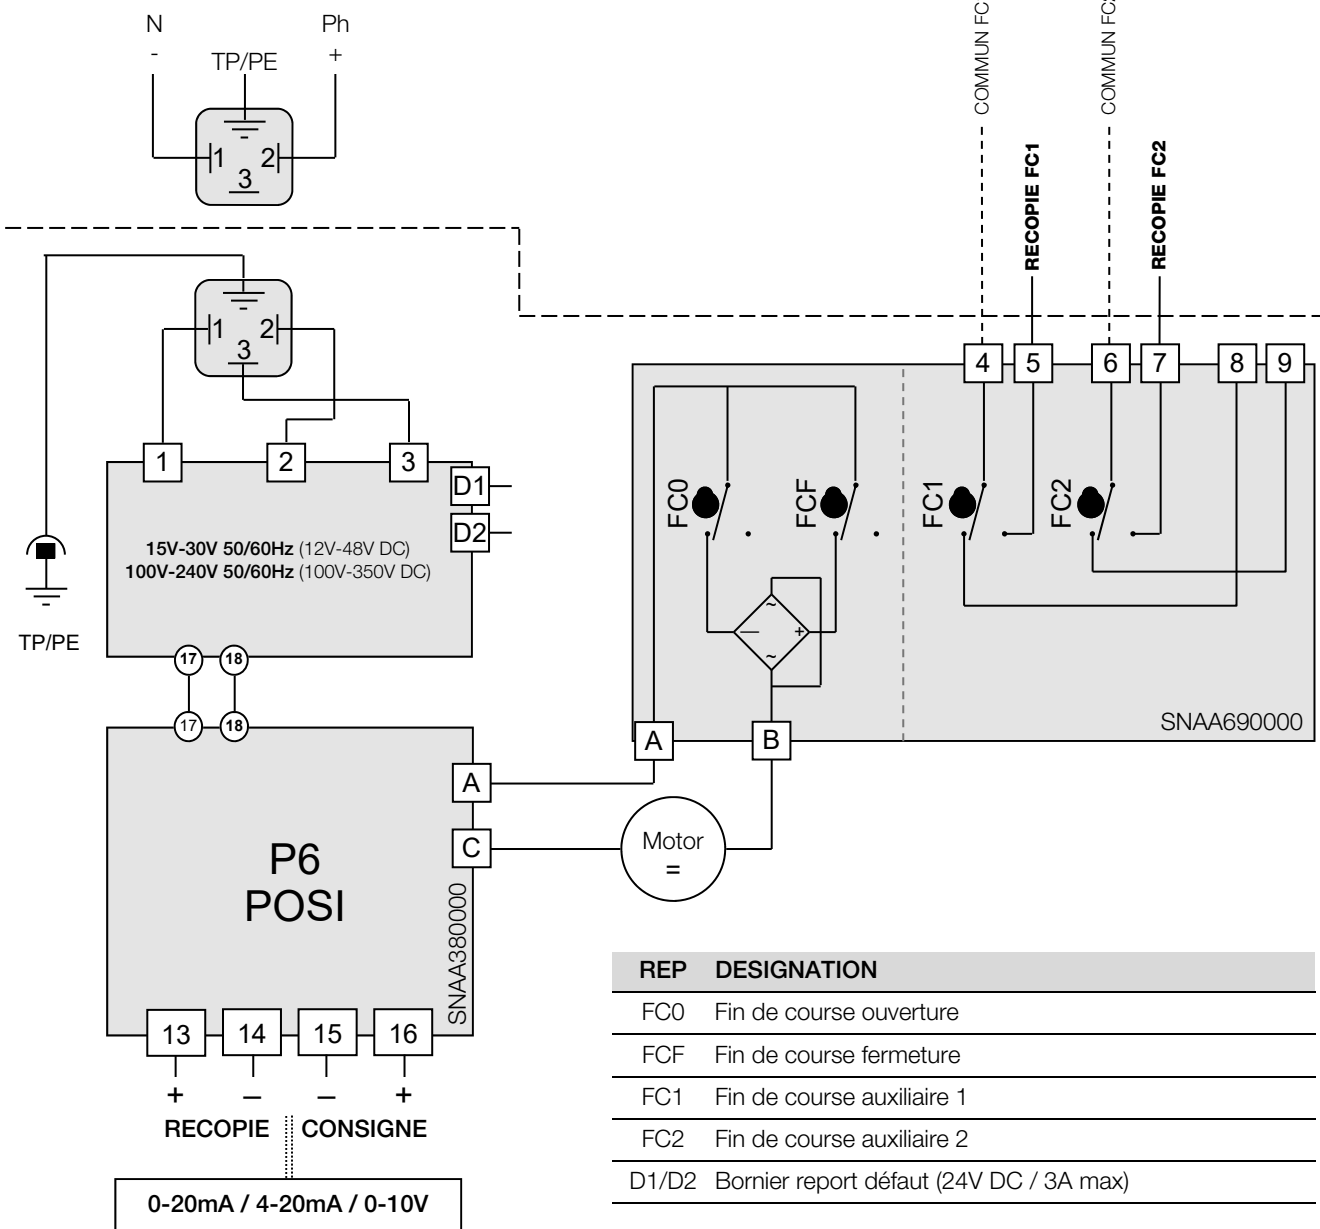 N
Ph
-
TP/PE
+
1
2
3
COMMUN FC
COMMUN FC2
RECOPIE FC1
RECOPIE FC2
1
2
3
4
5
6
7
8
9
1
2
3
D1
D2
15V-30V 50/60Hz (12V-48V DC)
100V-240V 50/60Hz (100V-350V DC)
TP/PE
17
18
17
18
FC0
FCF
FC1
FC2
~
—
+
~
SNAA690000
A
B
A
C
Motor
=
P6
POSI
SNAA380000
13
14
15
16
+
–
–
+
RECOPIE
CONSIGNE
0-20mA / 4-20mA / 0-10V
REP DESIGNATION
FC0 Fin de course ouverture
FCF Fin de course fermeture
FC1 Fin de course auxiliaire 1
FC2 Fin de course auxiliaire 2
D1/D2 Bornier report défaut (24V DC / 3A max)